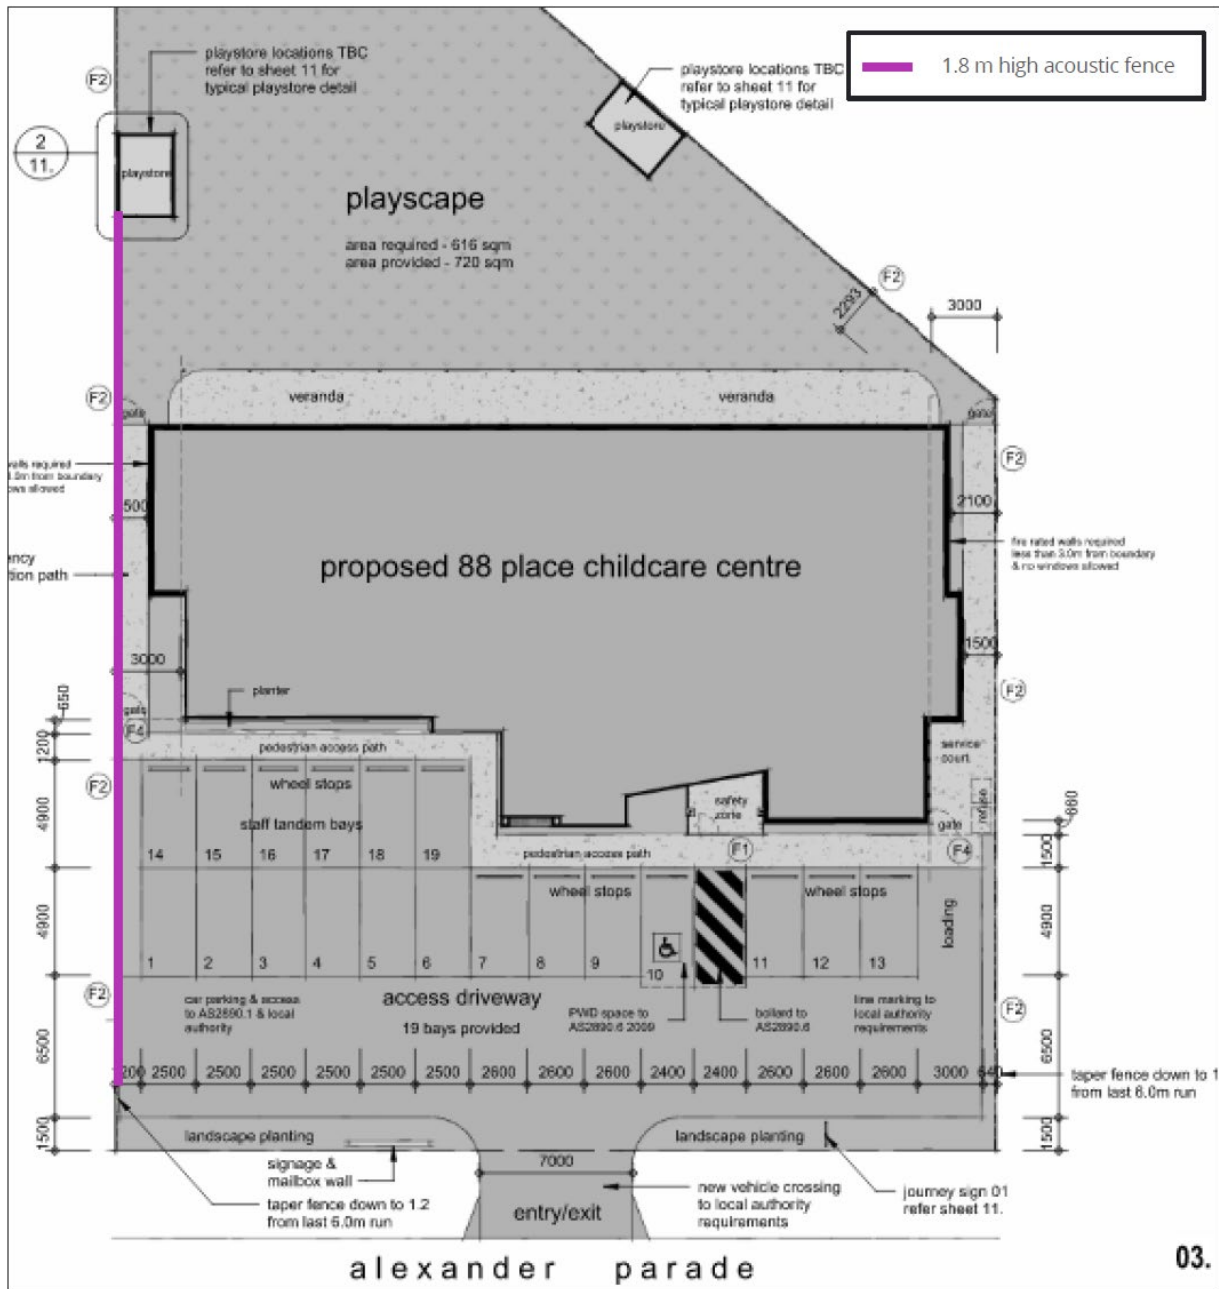 1.8 m high acoustic fence
playstore locations TBC
refer to sheet 11 for
typical playstore detail
playstore locations TBC
refer to sheet 11 for
typical playstore detail
F2
2
11.
playstore
playstore
playscape
area required - 616 sqm
area provided - 720 sqm
F2
2293
3000
F2
veranda
veranda
gate
gate
walls required
from boundary
allowed
500
F2
2100
proposed 88 place childcare centre
fire rated walls required
less than 3.0m from boundary
& no windows allowed
tion path
3000
1500
planter
F2
650
gate
F4
1200
pedestrian access path
service
court
wheel stops
F2
safety
zone
refuse
4900
staff tandem bays
gate
660
14 15 16 17 18 19
pedestrian access path
F1
F4
1500
wheel stops
wheel stops
loading
4900
4900
1 2 3 4 5 6 7 8 9 10 11 12 13
F2
car parking & access
to AS2890.1 & local
authority
access driveway
19 bays provided
PWD space to
AS2890.6 2009
bollard to
AS2890.6
line marking to
local authority
requirements
F2
6500
6500
200 2500 2500 2500 2500 2500 2500 2600 2600 2600 2400 2400 2600 2600 2600 3000 640
taper fence down to 1
from last 6.0m run
1500
landscape planting
landscape planting
1500
signage &
mailbox wall
7000
taper fence down to 1.2
from last 6.0m run
entry/exit
new vehicle crossing
to local authority
requirements
journey sign 01
refer sheet 11.
alexander parade
03.